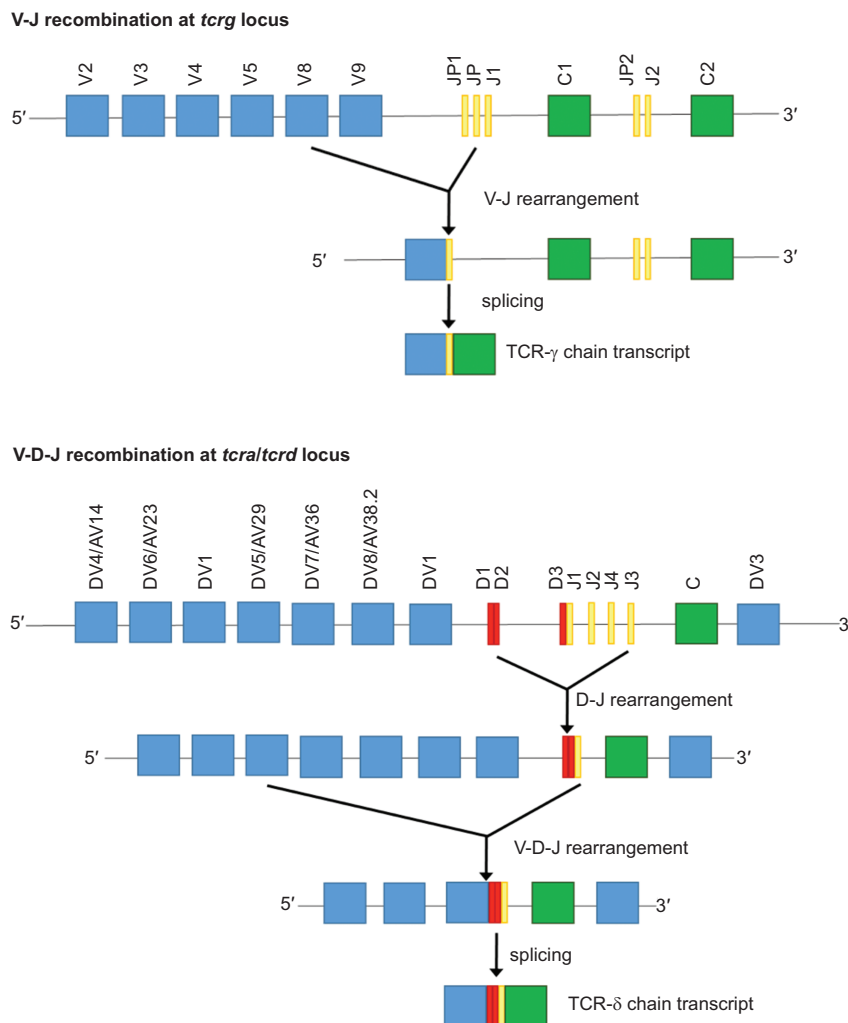 V-J recombination at tcrg locus
V2 V3 V4 V5 V8 V9 JP1 JP J1 C1 JP2 J2 C2
5′ 3′
V-J rearrangement
5′ 3′
splicing
TCR-γ chain transcript
V-D-J recombination at tcra/tcrd locus
DV4/AV14 DV6/AV23 DV1 DV5/AV29 DV7/AV36 DV8/AV38.2 DV1 D1 D2 D3 J1 J2 J4 J3 C DV3
5′ 3
D-J rearrangement
5′ 3′
V-D-J rearrangement
5′ 3′
splicing
TCR-δ chain transcript